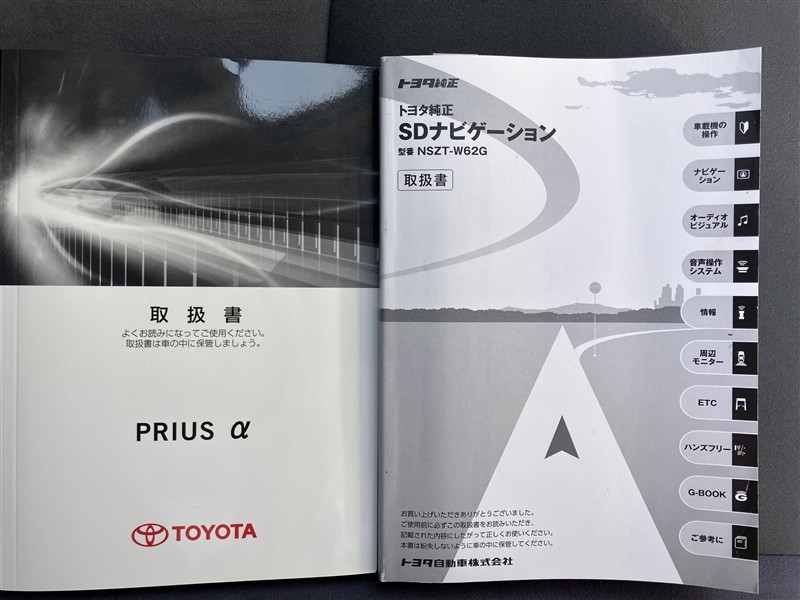 取扱書
よくお読みになってご使用ください。
取扱書は車の中に保管しましょう。
PRIUS α
TOYOTA
トヨタ純正
トヨタ純正
SDナビゲーション
型番 NSZT-W62G
取扱書
車載機の
操作
ナビゲー
ション
オーディオ
ビジュアル
音声操作
システム
情報
周辺
モニター
ETC
ハンズフリー
G-BOOK
ご参考に
お買い上げいただきありがとうございました。
ご使用前に必ずこの取扱書をお読みいただき、
記載された内容にしたがって正しくお使いください。
本書は紛失しないように車の中に保管してください。
トヨタ自動車株式会社